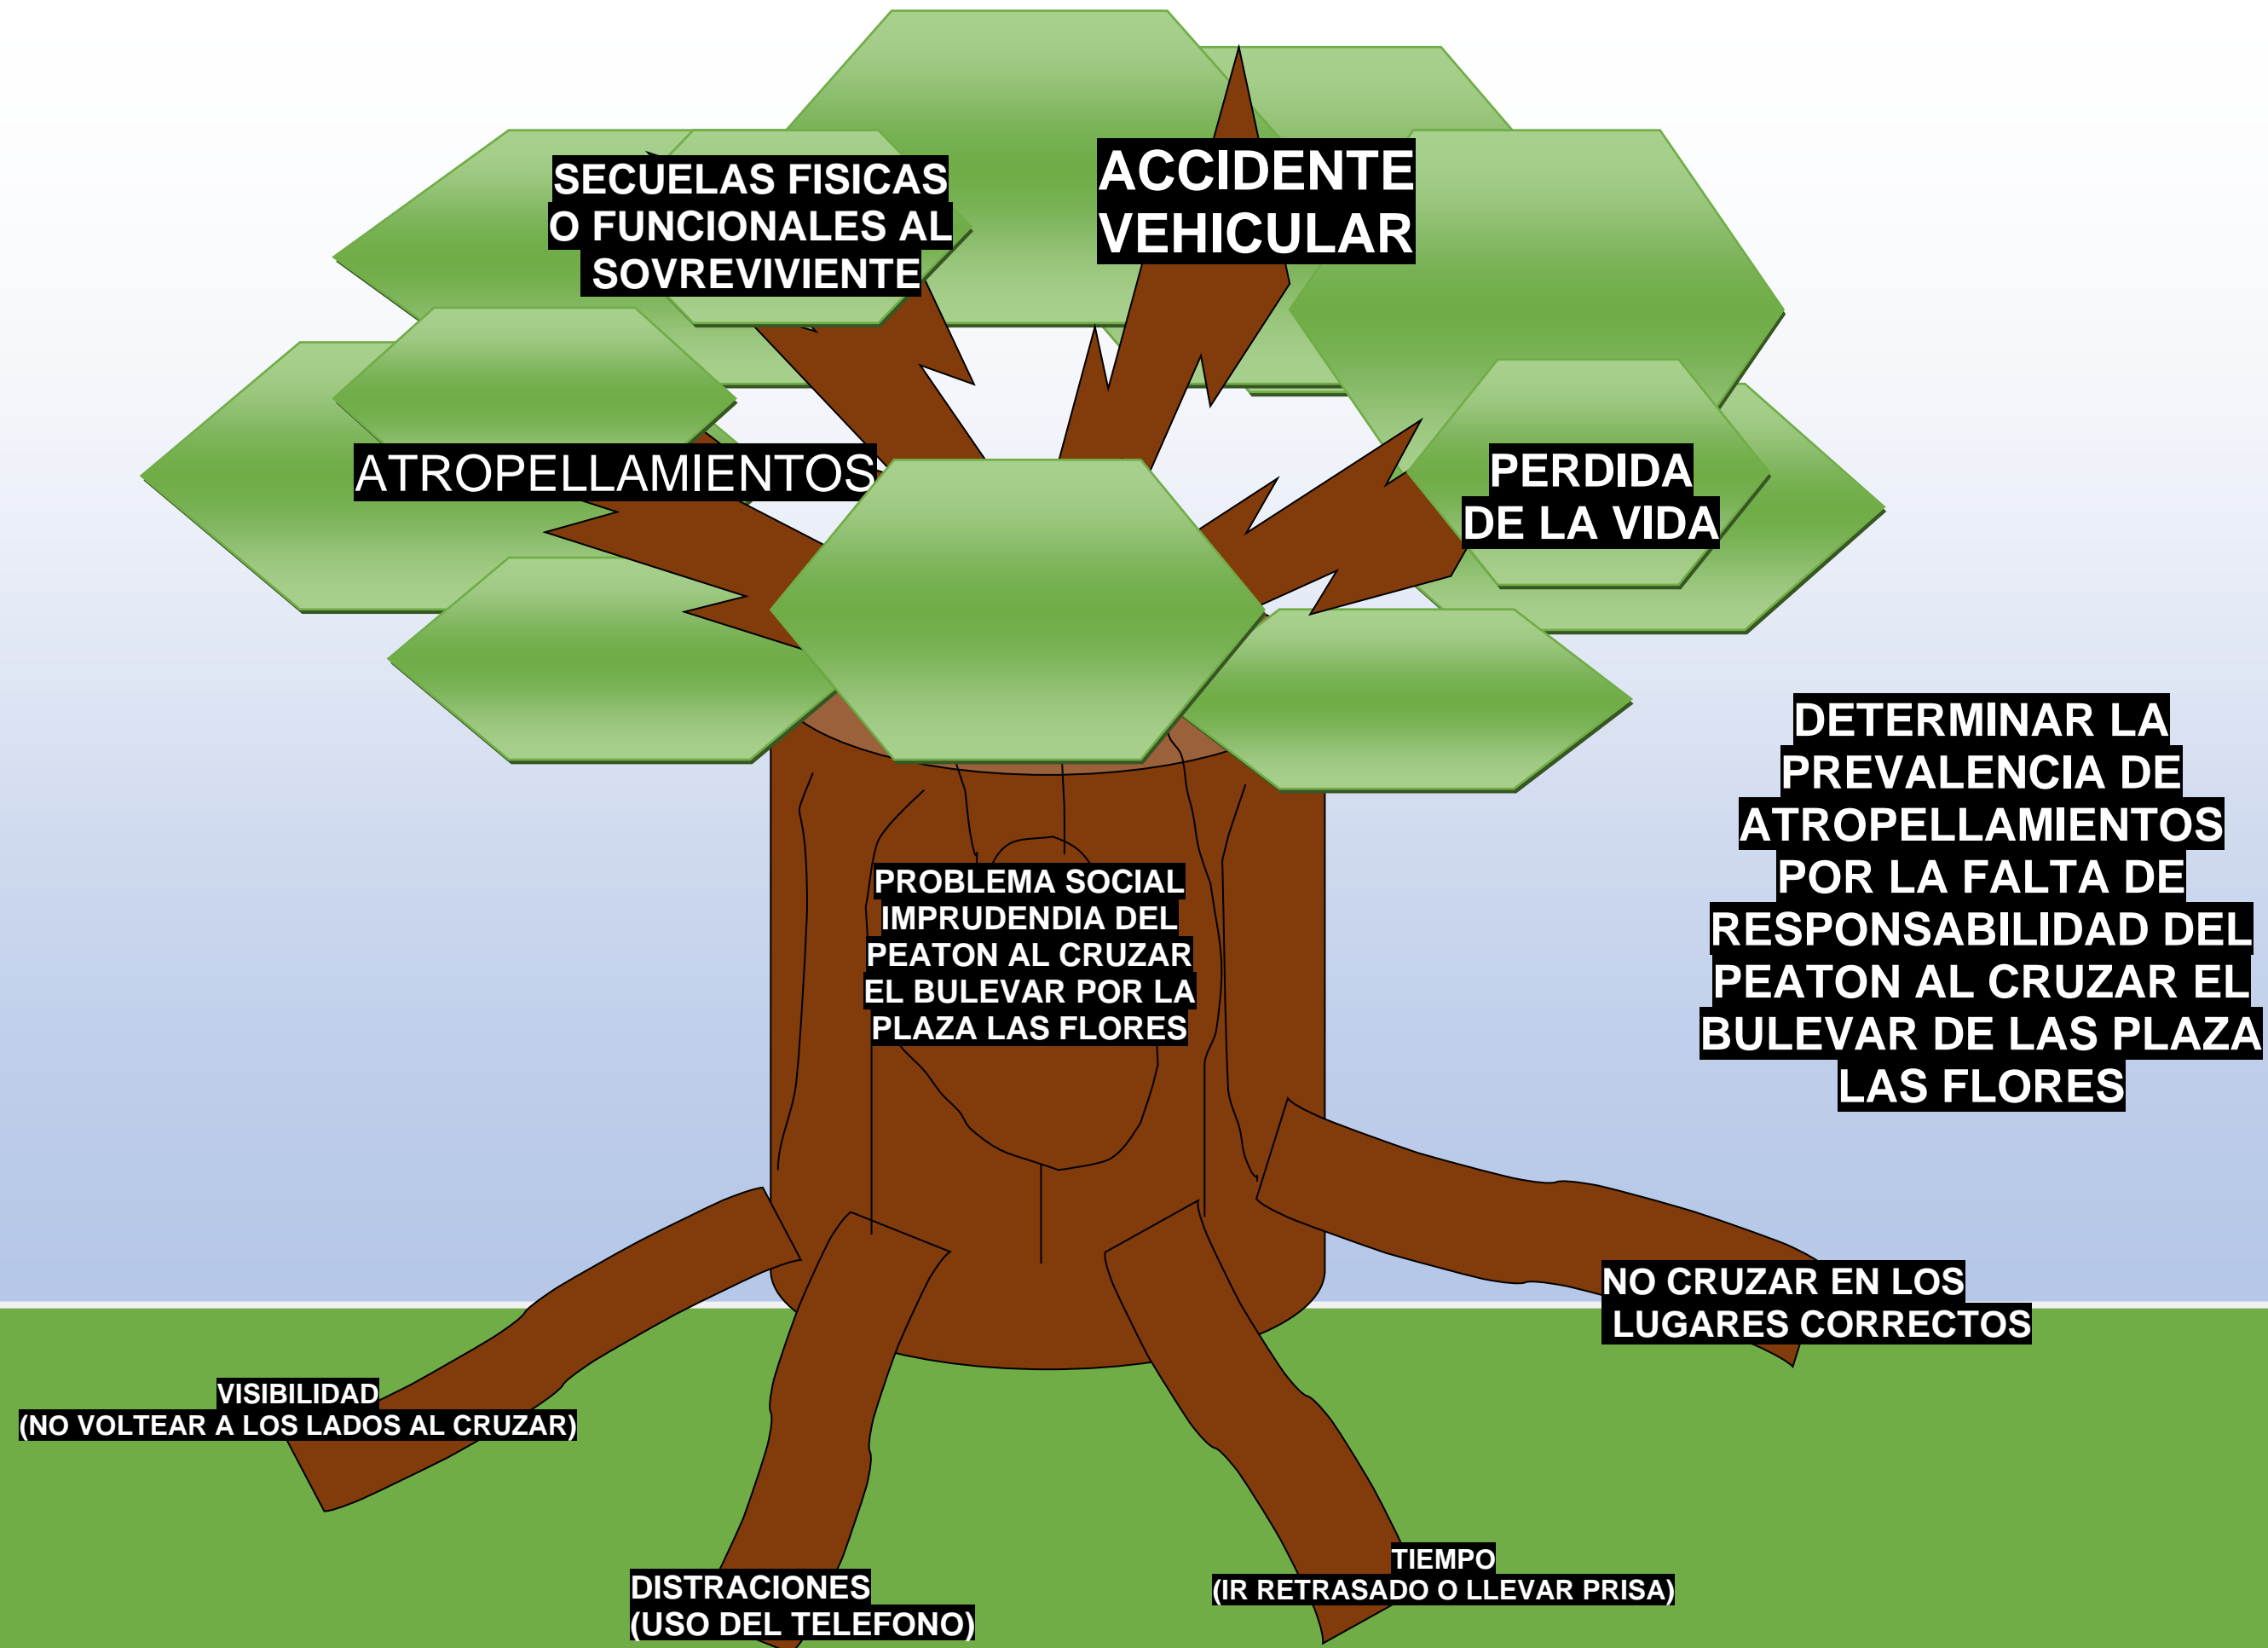 SECUELAS FISICAS
O FUNCIONALES AL
SOVREVIVIENTE
ACCIDENTE
VEHICULAR
ATROPELLAMIENTOS
PERDIDA
DE LA VIDA
DETERMINAR LA
PREVALENCIA DE
ATROPELLAMIENTOS
POR LA FALTA DE
RESPONSABILIDAD DEL
PEATON AL CRUZAR EL
BULEVAR DE LAS PLAZA
LAS FLORES
PROBLEMA SOCIAL
IMPRUDENDIA DEL
PEATON AL CRUZAR
EL BULEVAR POR LA
PLAZA LAS FLORES
NO CRUZAR EN LOS
LUGARES CORRECTOS
VISIBILIDAD
(NO VOLTEAR A LOS LADOS AL CRUZAR)
DISTRACIONES
(USO DEL TELEFONO)
TIEMPO
(IR RETRASADO O LLEVAR PRISA)